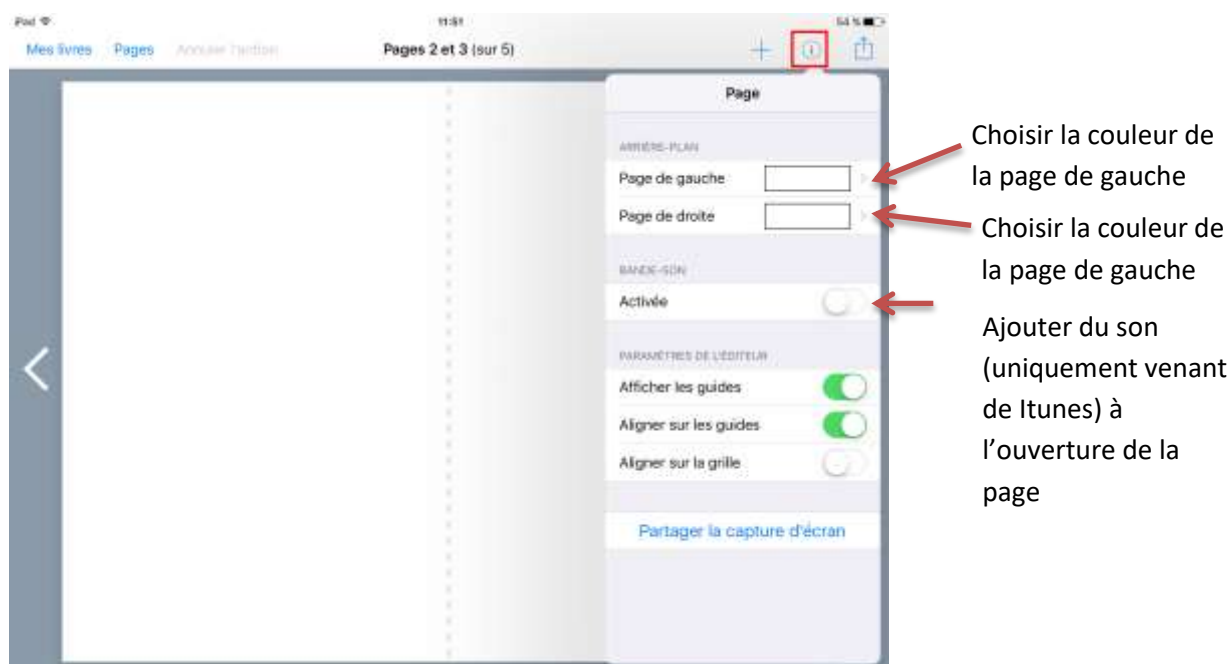 iPad 11:51 54 %
Mes livres Pages Annuler l'action Pages 2 et 3 (sur 5)
Page
ARRIÈRE-PLAN
Page de gauche
Page de droite
BANDE-SON
Activée
PARAMÈTRES DE L'ÉDITEUR
Afficher les guides
Aligner sur les guides
Aligner sur la grille
Partager la capture d'écran
Choisir la couleur de
la page de gauche
Choisir la couleur de
la page de gauche
Ajouter du son
(uniquement venant
de Itunes) à
l’ouverture de la
page